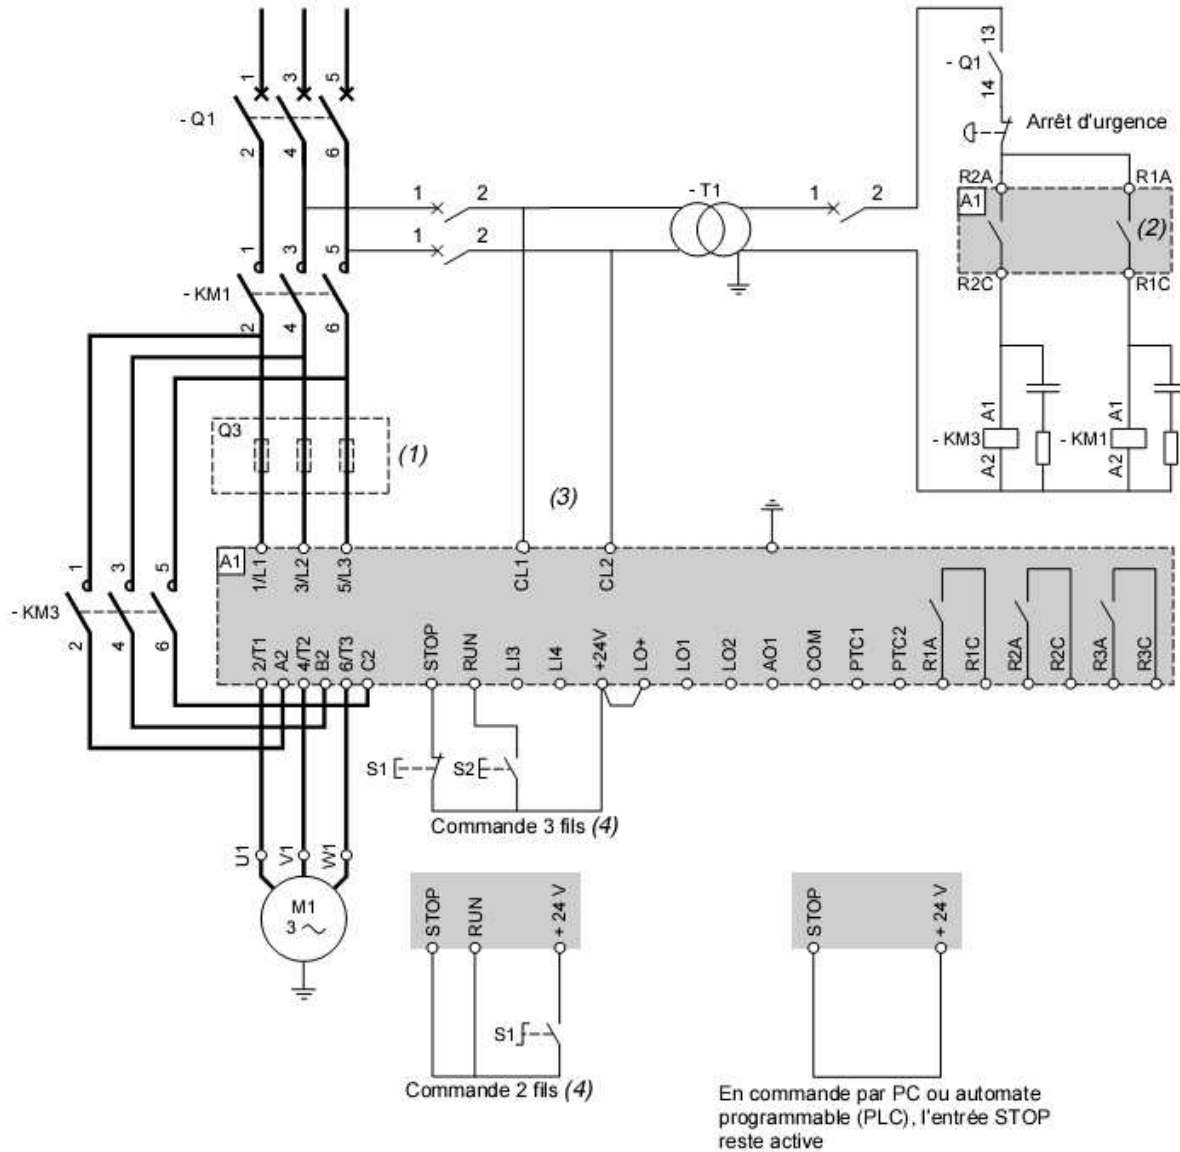 1 3 5
- Q1
2 4 6
13
- Q1
14
Arrêt d'urgence
1 2
- T1
1 2
1 2
R2A R1A
A1
(2)
R2C R1C
1 3 5
- KM1
2 4 6
A1 A1
- KM3 - KM1
A2 A2
Q3
(1)
(3)
A1
1/L1 3/L2 5/L3 CL1 CL2
1 3 5
- KM3
2 4 6
2/T1 A2 4/T2 B2 6/T3 C2 STOP RUN LI3 LI4 +24V LO+ LO1 LO2 AO1 COM PTC1 PTC2 R1A R1C R2A R2C R3A R3C
S1 S2
Commande 3 fils (4)
U1 V1 W1
M1
3 ~
STOP RUN + 24 V
S1
Commande 2 fils (4)
STOP + 24 V
En commande par PC ou automate
programmable (PLC), l'entrée STOP
reste active